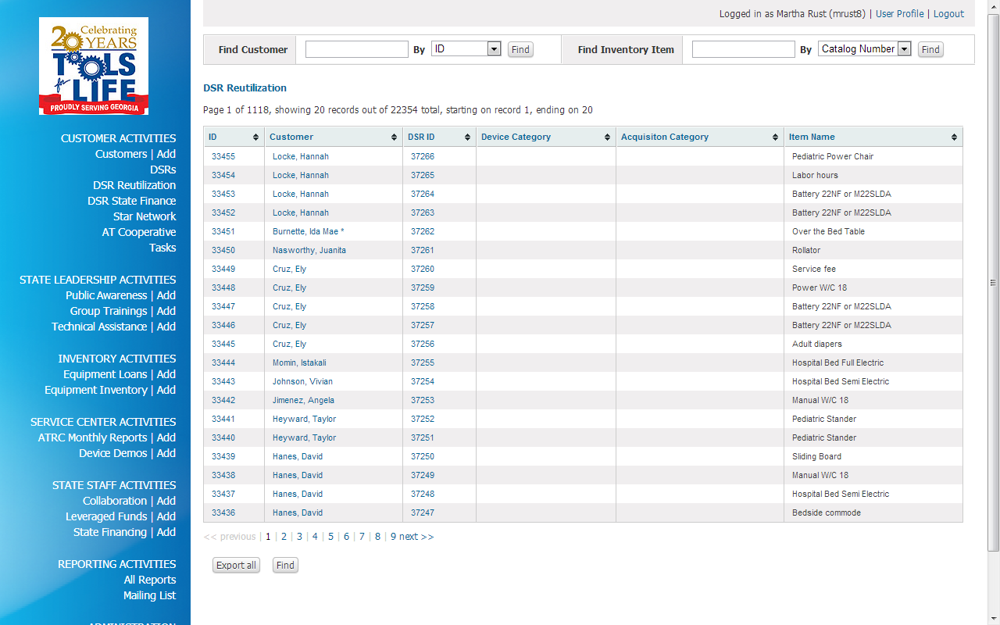 Celebrating
20 YEARS
TOOLS
for LIFE
PROUDLY SERVING GEORGIA
CUSTOMER ACTIVITIES
Customers | Add
DSRs
DSR Reutilization
DSR State Finance
Star Network
AT Cooperative
Tasks
STATE LEADERSHIP ACTIVITIES
Public Awareness | Add
Group Trainings | Add
Technical Assistance | Add
INVENTORY ACTIVITIES
Equipment Loans | Add
Equipment Inventory | Add
SERVICE CENTER ACTIVITIES
ATRC Monthly Reports | Add
Device Demos | Add
STATE STAFF ACTIVITIES
Collaboration | Add
Leveraged Funds | Add
State Financing | Add
REPORTING ACTIVITIES
All Reports
Mailing List
ADMINISTRATION
Logged in as Martha Rust (mrust8) | User Profile | Logout
Find Customer By ID Find Find Inventory Item By Catalog Number Find
DSR Reutilization
Page 1 of 1118, showing 20 records out of 22354 total, starting on record 1, ending on 20
ID Customer DSR ID Device Category Acquisiton Category Item Name
33455 Locke, Hannah 37266 Pediatric Power Chair
33454 Locke, Hannah 37265 Labor hours
33453 Locke, Hannah 37264 Battery 22NF or M22SLDA
33452 Locke, Hannah 37263 Battery 22NF or M22SLDA
33451 Burnette, Ida Mae * 37262 Over the Bed Table
33450 Nasworthy, Juanita 37261 Rollator
33449 Cruz, Ely 37260 Service fee
33448 Cruz, Ely 37259 Power W/C 18
33447 Cruz, Ely 37258 Battery 22NF or M22SLDA
33446 Cruz, Ely 37257 Battery 22NF or M22SLDA
33445 Cruz, Ely 37256 Adult diapers
33444 Momin, Istakali 37255 Hospital Bed Full Electric
33443 Johnson, Vivian 37254 Hospital Bed Semi Electric
33442 Jimenez, Angela 37253 Manual W/C 18
33441 Heyward, Taylor 37252 Pediatric Stander
33440 Heyward, Taylor 37251 Pediatric Stander
33439 Hanes, David 37250 Sliding Board
33438 Hanes, David 37249 Manual W/C 18
33437 Hanes, David 37248 Hospital Bed Semi Electric
33436 Hanes, David 37247 Bedside commode
<< previous | 1 | 2 | 3 | 4 | 5 | 6 | 7 | 8 | 9 next >>
Export all Find